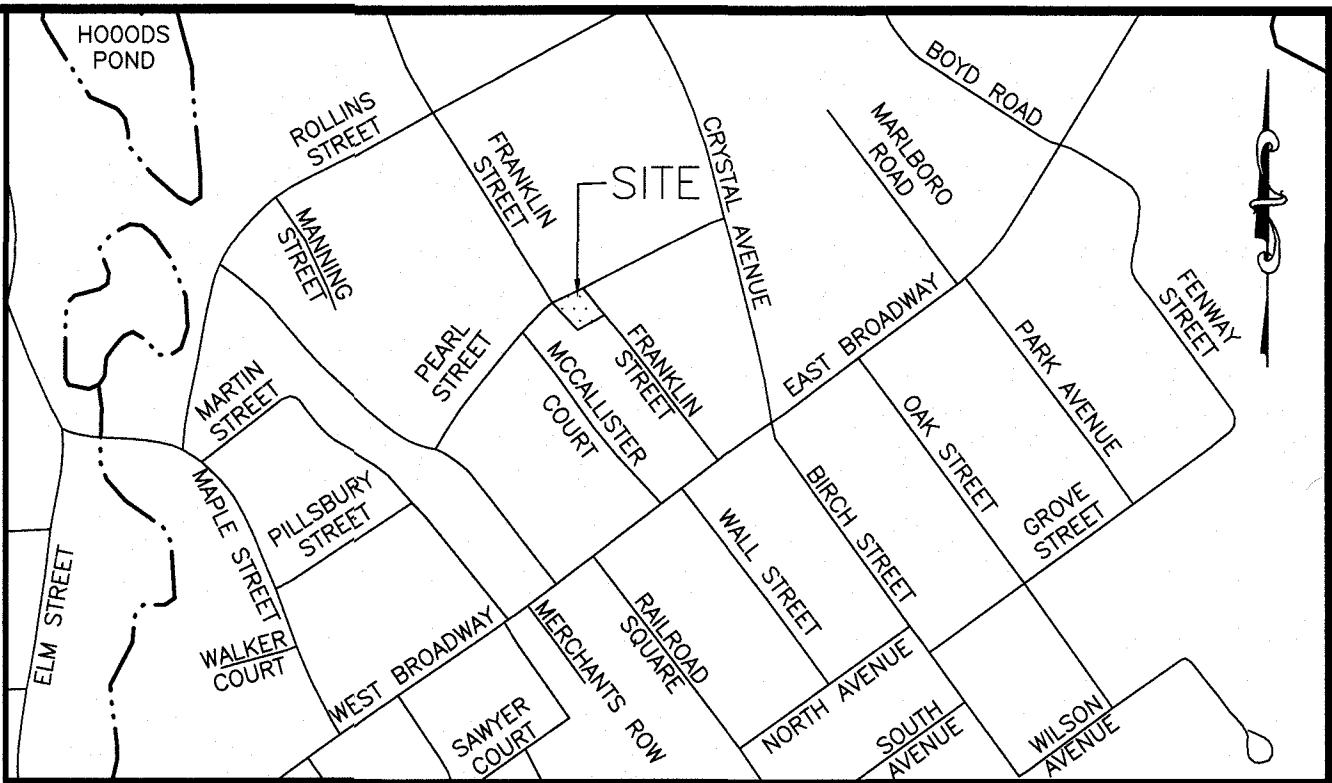 HOOODS
POND
ROLLINS
STREET
FRANKLIN
STREET
SITE
CRYSTAL AVENUE
MARLBORO
ROAD
BOYD ROAD
MANNING
STREET
PEARL
STREET
MCCALLISTER
COURT
FRANKLIN
STREET
EAST BROADWAY
PARK AVENUE
FENWAY
STREET
MARTIN
STREET
MAPLE STREET
PILLSBURY
STREET
ELM STREET
WALKER
COURT
WEST BROADWAY
MERCHANTS ROW
RAILROAD
SQUARE
WALL STREET
BIRCH STREET
OAK STREET
GROVE
STREET
SAWYER
COURT
NORTH AVENUE
SOUTH
AVENUE
WILSON
AVENUE